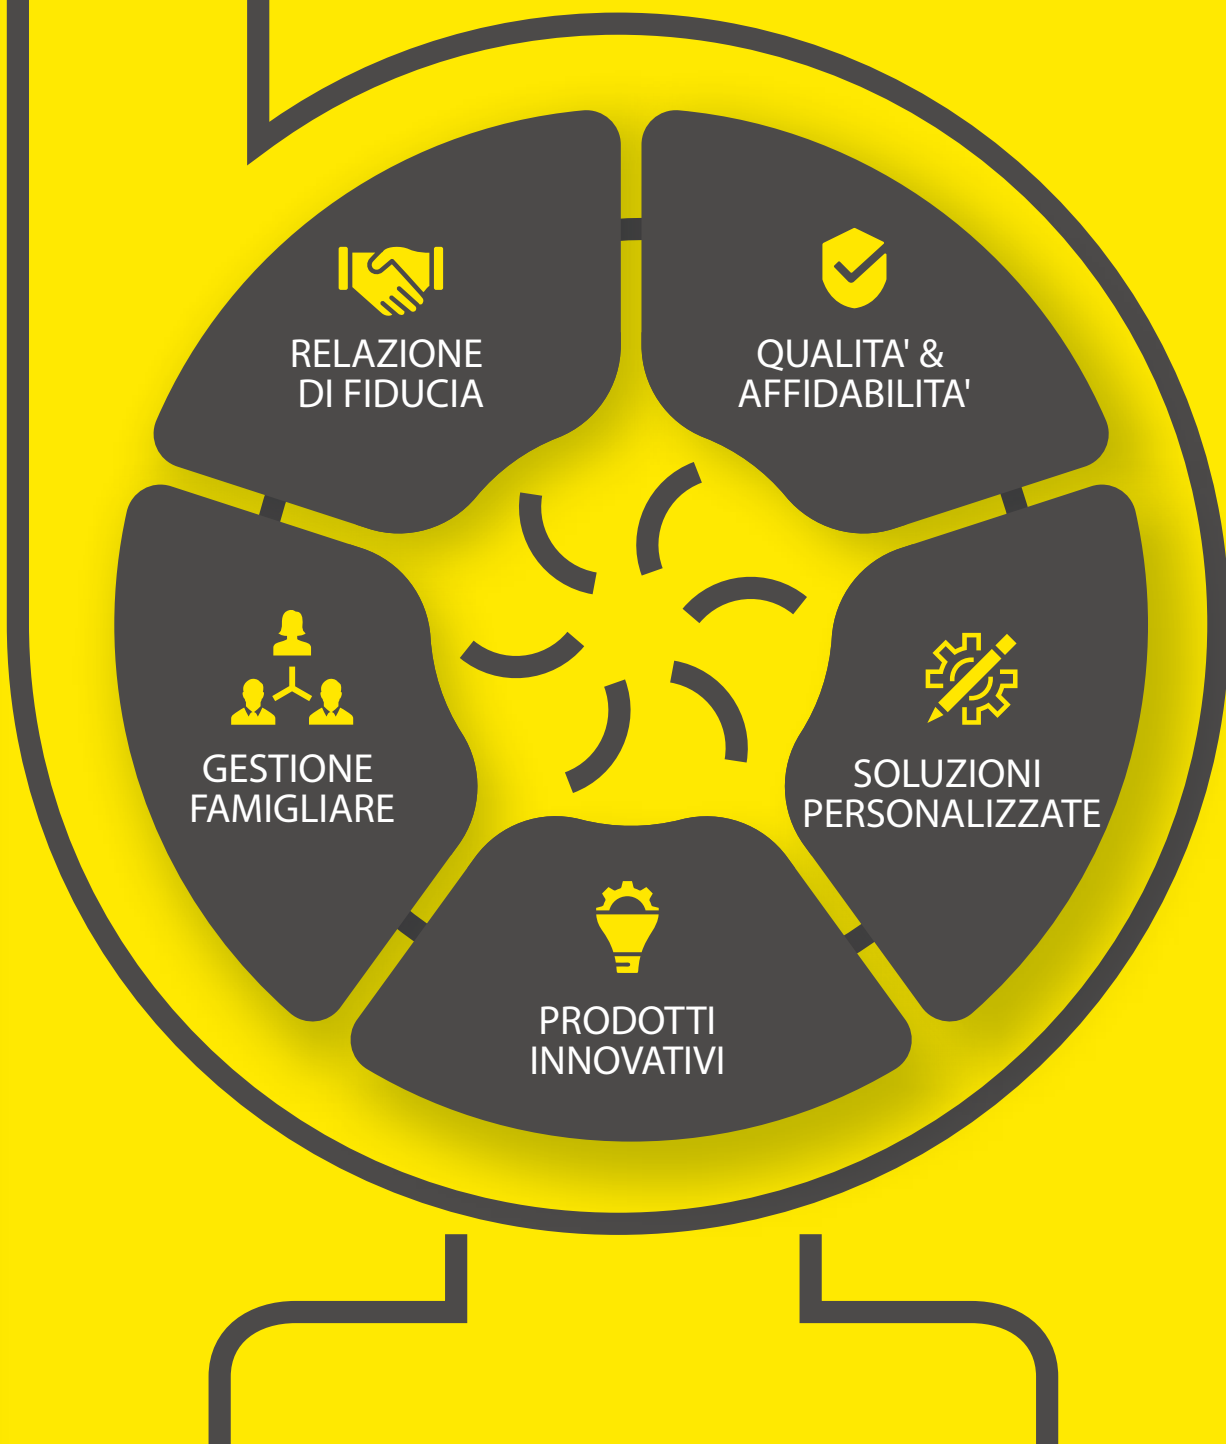 RELAZIONE
DI FIDUCIA
QUALITA' &
AFFIDABILITA'
GESTIONE
FAMIGLIARE
SOLUZIONI
PERSONALIZZATE
PRODOTTI
INNOVATIVI